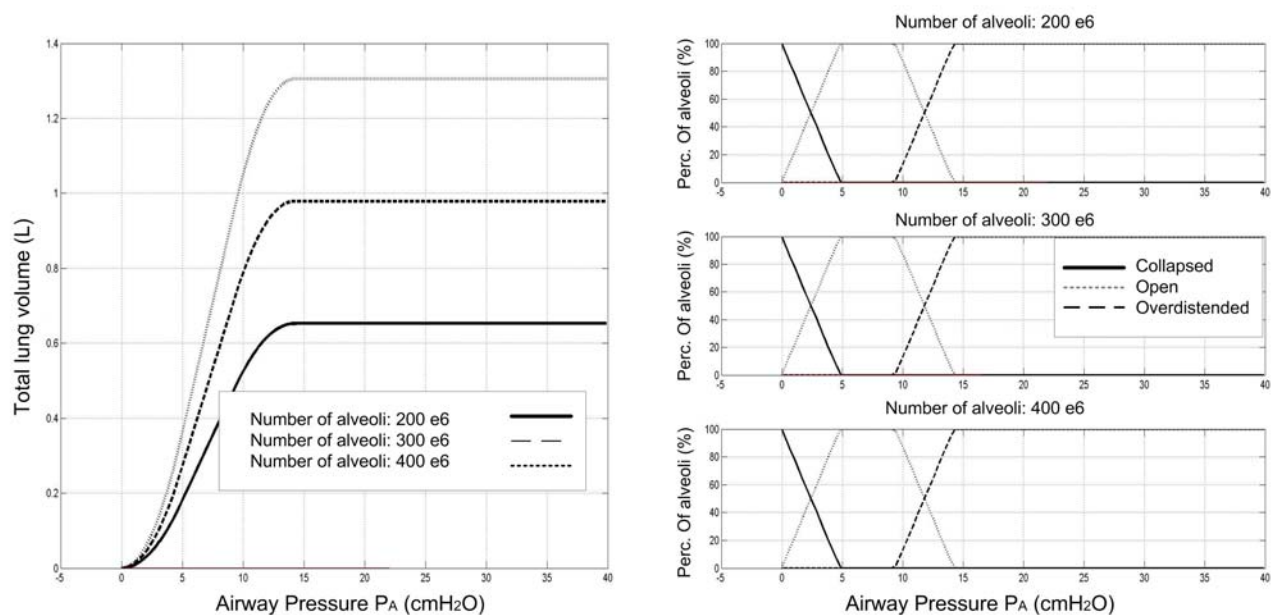 1.4
1.2
1
0.8
0.6
0.4
0.2
0
-5 0 5 10 15 20 25 30 35 40
Total lung volume (L)
Airway Pressure PA (cmH2O)
Number of alveoli: 200 e6
Number of alveoli: 300 e6
Number of alveoli: 400 e6
Number of alveoli: 200 e6
Perc. Of alveoli (%)
100
80
60
40
20
0
-5 0 5 10 15 20 25 30 35 40
Number of alveoli: 300 e6
Perc. Of alveoli (%)
100
80
60
40
20
0
-5 0 5 10 15 20 25 30 35 40
Collapsed
Open
Overdistended
Number of alveoli: 400 e6
Perc. Of alveoli (%)
100
80
60
40
20
0
-5 0 5 10 15 20 25 30 35 40
Airway Pressure PA (cmH2O)